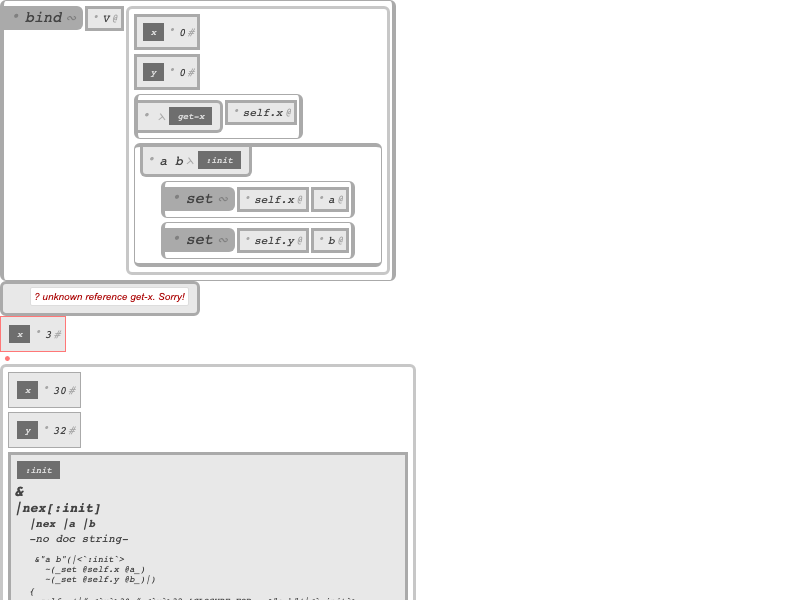 * bind ~ * V @
x * 0 #
y * 0 #
* λ get-x * self.x @
* a b λ :init
* set ~ * self.x @ * a @
* set ~ * self.y @ * b @
? unknown reference get-x. Sorry!
x * 3 #
x * 30 #
y * 32 #
:init
&
|nex[:init]
|nex |a |b
-no doc string-
&"a b"(|<`:init`>
~(_set @self.x @a_)
~(_set @self.y @b_)|)
{